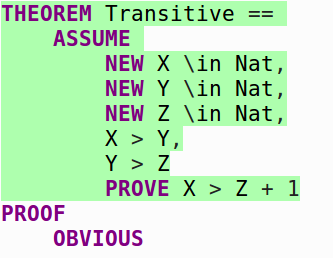 THEOREM Transitive ==
    ASSUME
        NEW X \in Nat,
        NEW Y \in Nat,
        NEW Z \in Nat,
        X > Y,
        Y > Z
        PROVE X > Z + 1
PROOF
    OBVIOUS